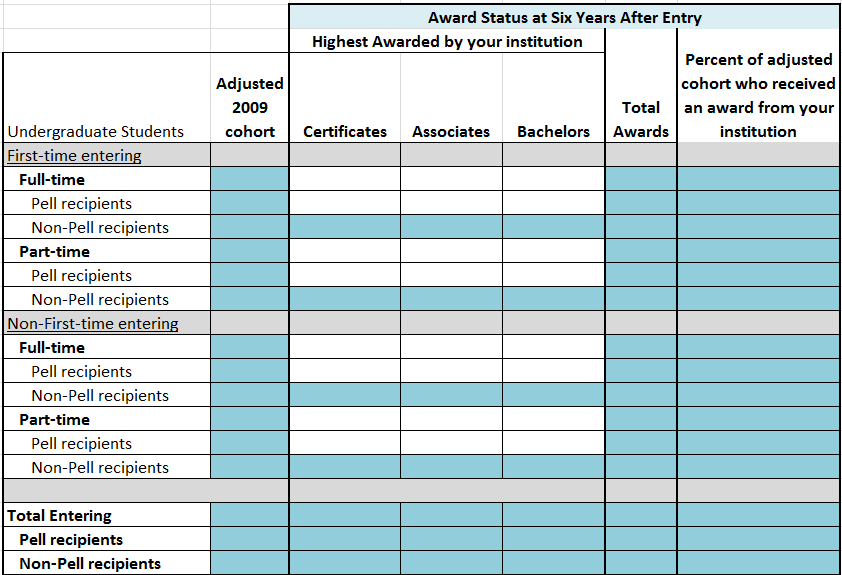 Award Status at Six Years After Entry
Highest Awarded by your institution
Undergraduate Students
Adjusted
2009
cohort
Certificates
Associates
Bachelors
Total
Awards
Percent of adjusted
cohort who received
an award from your
institution
First-time entering
Full-time
Pell recipients
Non-Pell recipients
Part-time
Pell recipients
Non-Pell recipients
Non-First-time entering
Full-time
Pell recipients
Non-Pell recipients
Part-time
Pell recipients
Non-Pell recipients
Total Entering
Pell recipients
Non-Pell recipients